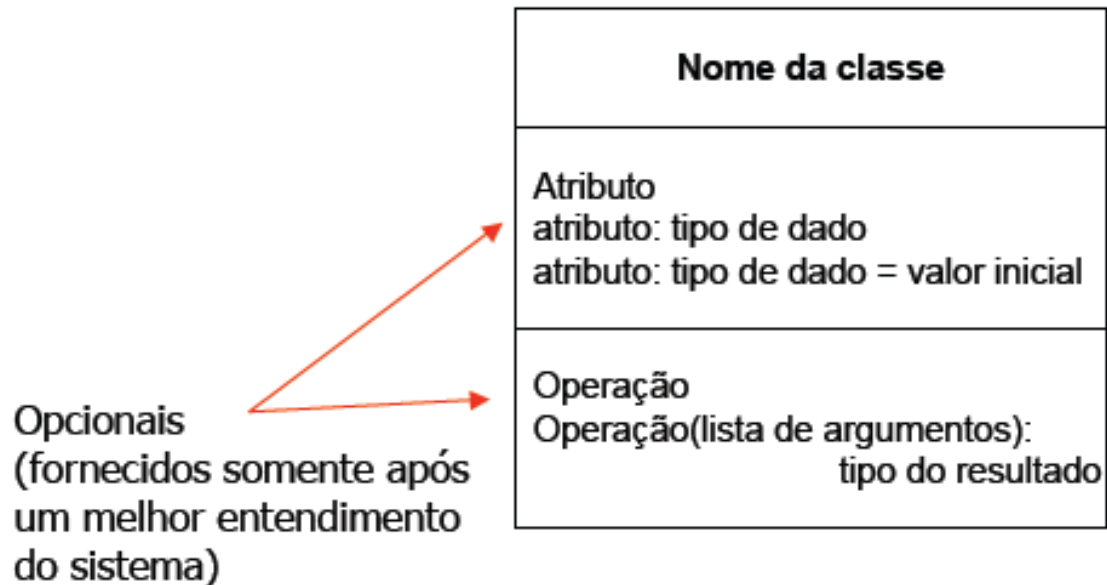 Nome da classe
Atributo
atributo: tipo de dado
atributo: tipo de dado = valor inicial
Operação
Operação(lista de argumentos):
tipo do resultado
Opcionais
(fornecidos somente após
um melhor entendimento
do sistema)